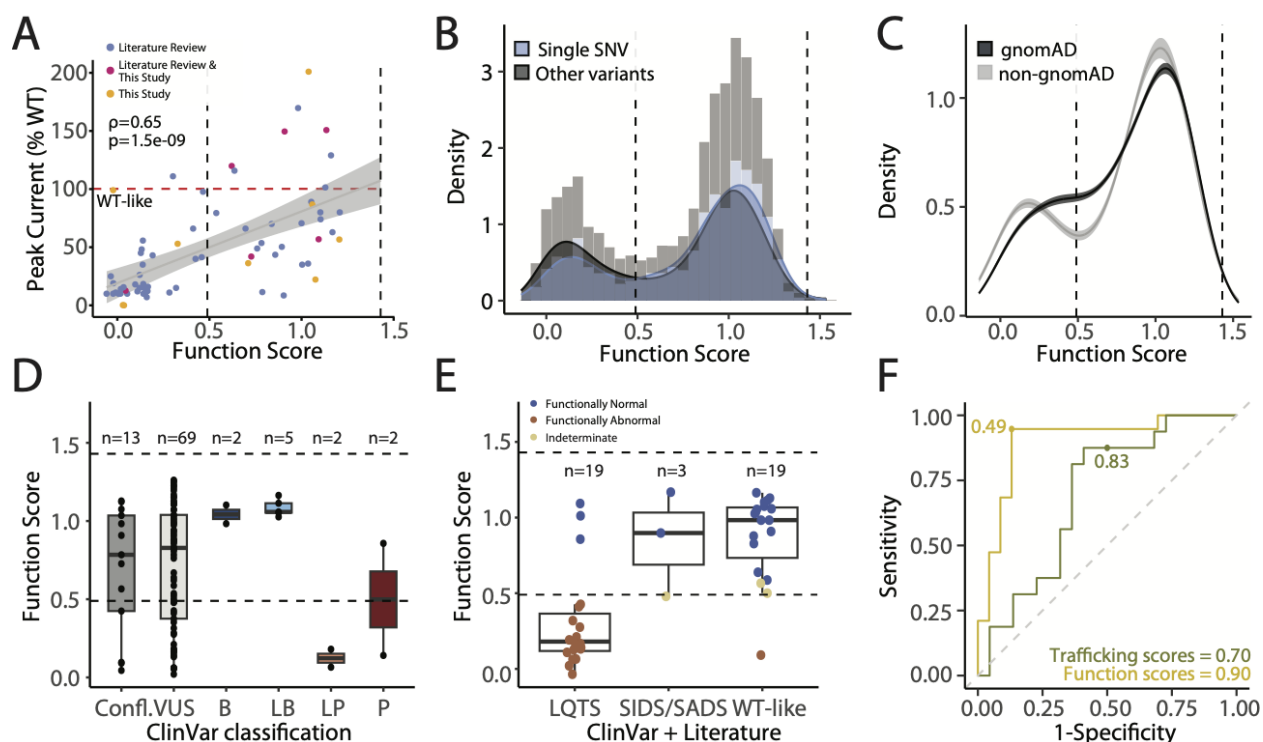 A
Literature Review
Literature Review &
This Study
This Study
ρ=0.65
p=1.5e-09
WT-like
Peak Current (% WT)
200
150
100
50
0
0.0 0.5 1.0 1.5
Function Score
B
Single SNV
Other variants
Density
3
2
1
0
0.0 0.5 1.0 1.5
Function Score
C
gnomAD
non-gnomAD
Density
1.0
0.5
0.0
0.0 0.5 1.0 1.5
Function Score
D
n=13 n=69 n=2 n=5 n=2 n=2
Function Score
1.5
1.0
0.5
0.0
Confl. VUS B LB LP P
ClinVar classification
E
Functionally Normal
Functionally Abnormal
Indeterminate
n=19 n=3 n=19
Function Score
1.5
1.0
0.5
0.0
LQTS SIDS/SADS WT-like
ClinVar + Literature
F
Sensitivity
1.00
0.75
0.50
0.25
0.00
0.49
0.83
Trafficking scores = 0.70
Function scores = 0.90
0.00 0.25 0.50 0.75 1.00
1-Specificity